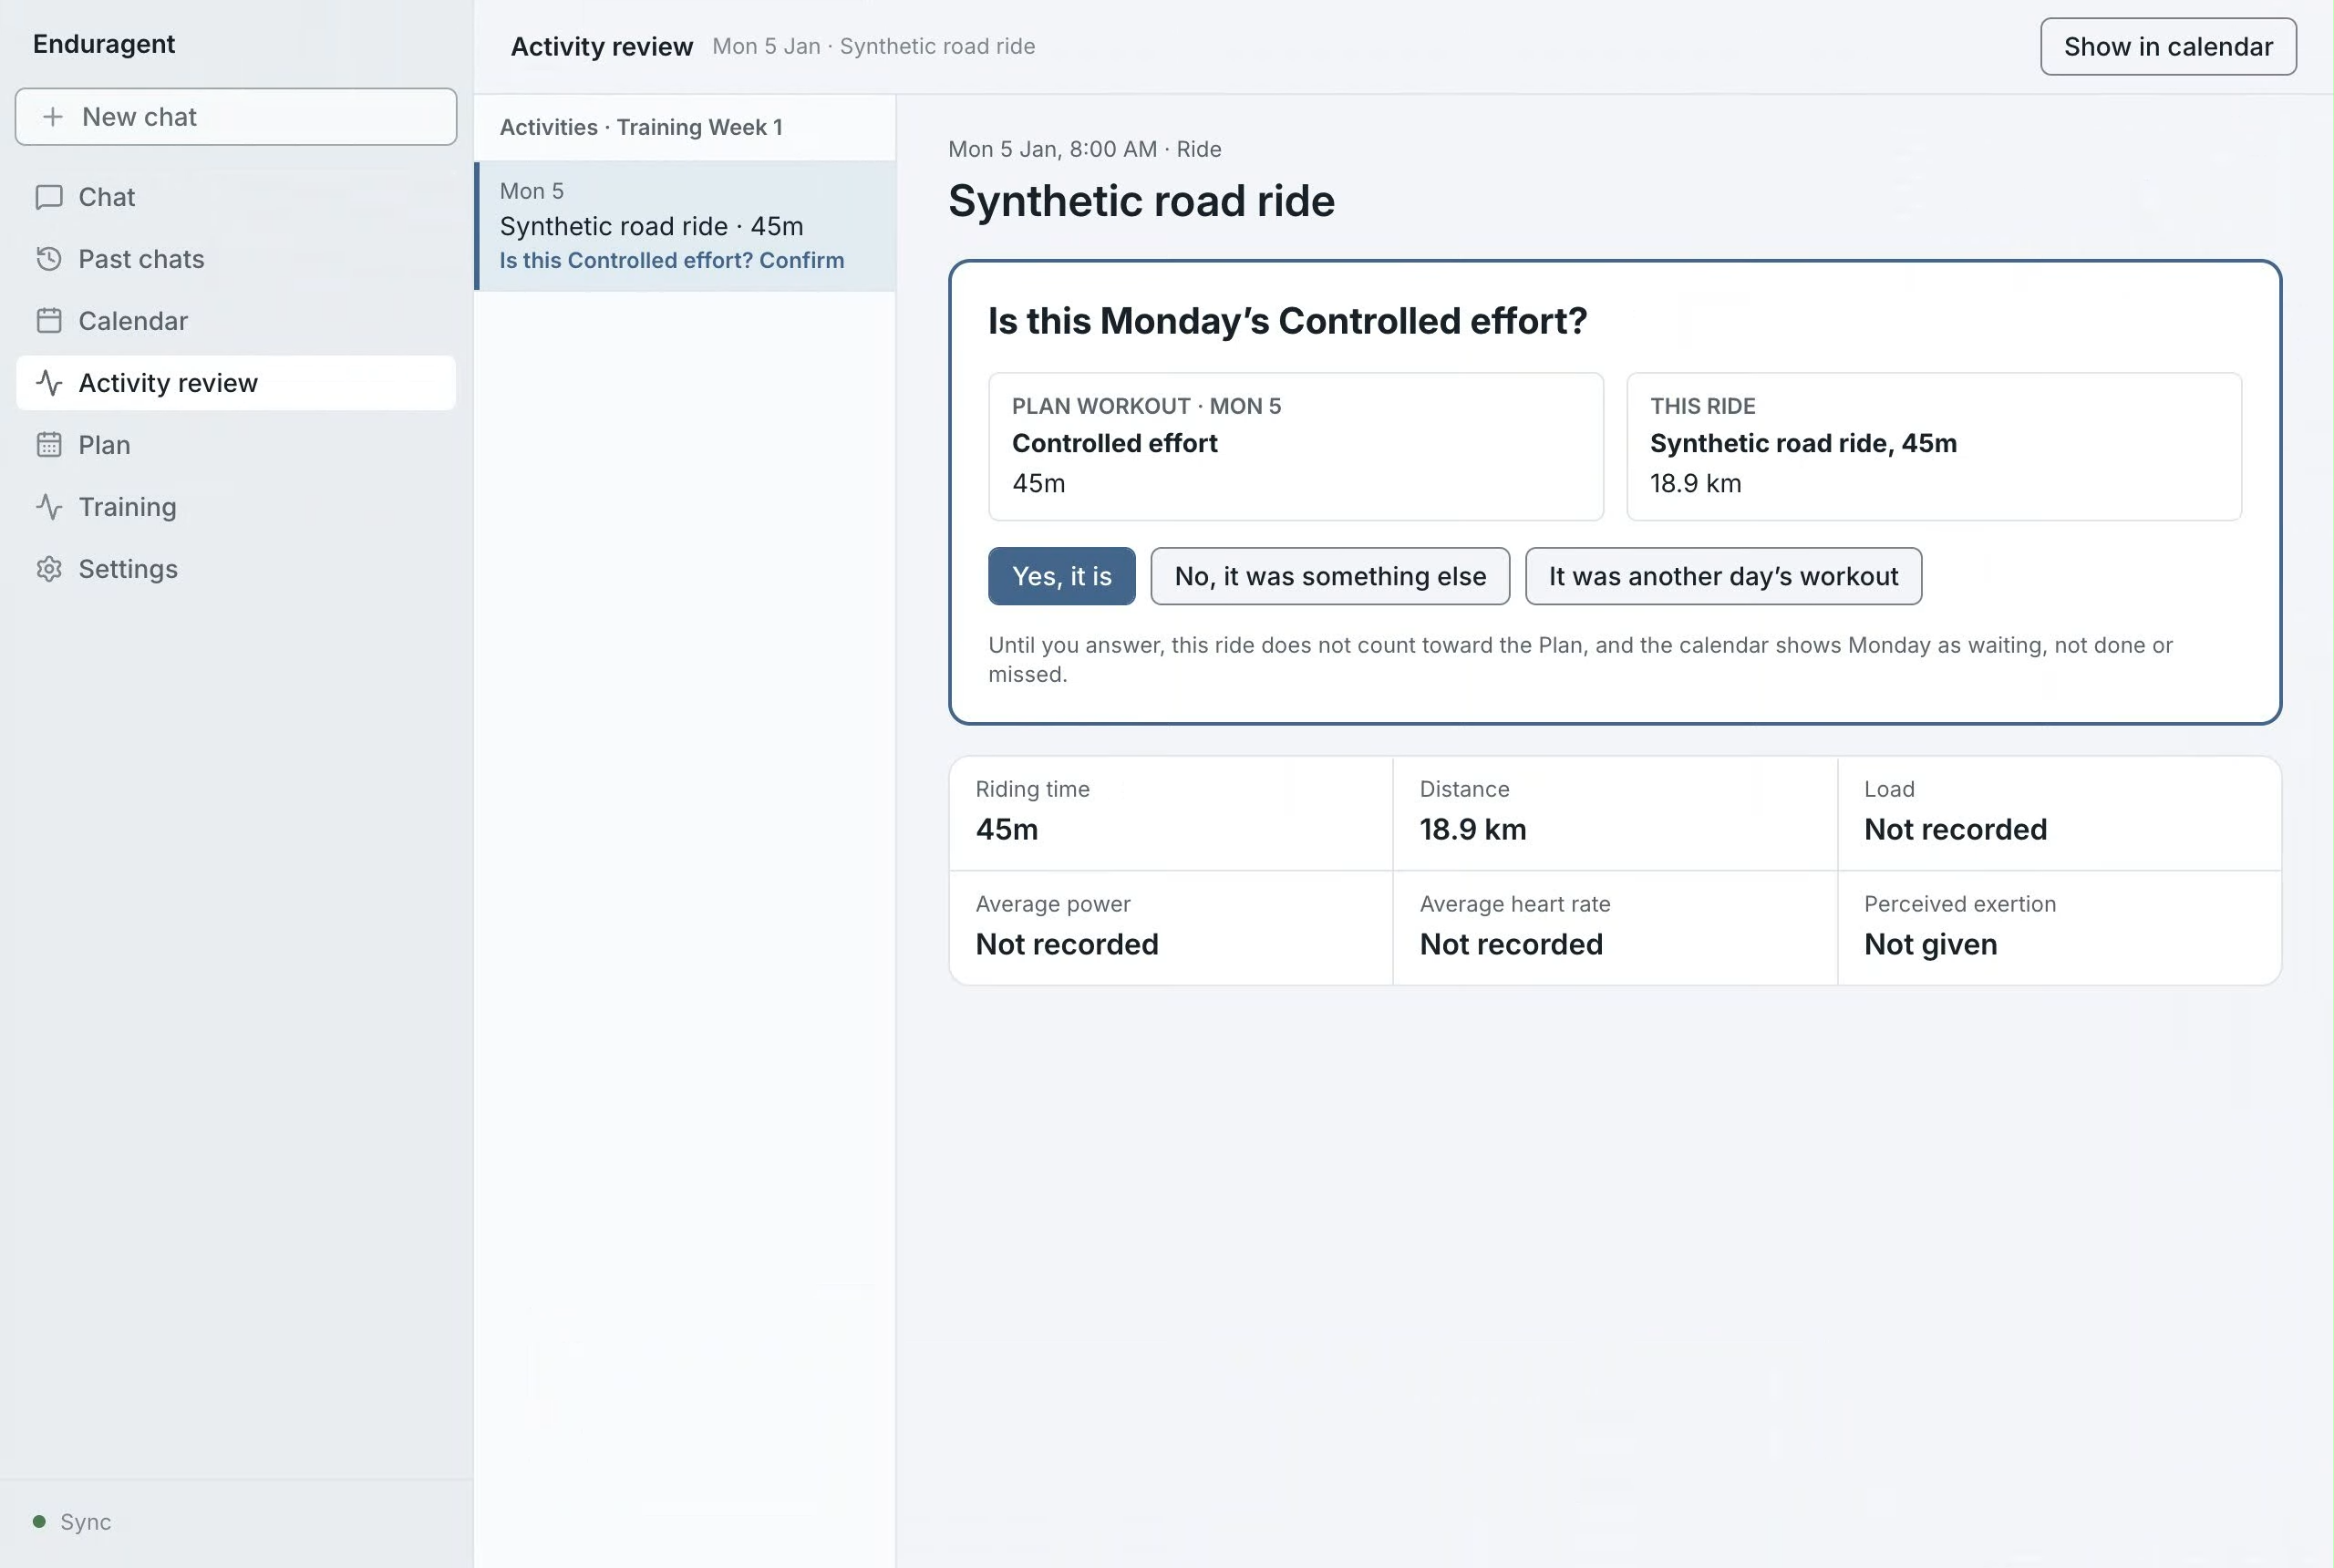 Enduragent
New chat
Chat
Past chats
Calendar
Activity review
Plan
Training
Settings
Sync
Activity review Mon 5 Jan · Synthetic road ride
Show in calendar
Activities · Training Week 1
Mon 5
Synthetic road ride · 45m
Is this Controlled effort? Confirm
Mon 5 Jan, 8:00 AM · Ride
Synthetic road ride
Is this Monday’s Controlled effort?
PLAN WORKOUT · MON 5
Controlled effort
45m
THIS RIDE
Synthetic road ride, 45m
18.9 km
Yes, it is
No, it was something else
It was another day’s workout
Until you answer, this ride does not count toward the Plan, and the calendar shows Monday as waiting, not done or
missed.
Riding time
45m
Distance
18.9 km
Load
Not recorded
Average power
Not recorded
Average heart rate
Not recorded
Perceived exertion
Not given